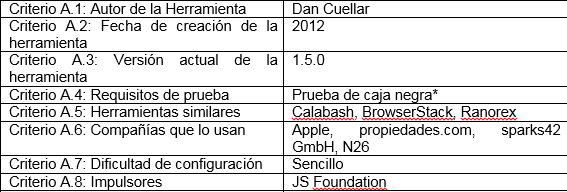 Criterio A.1: Autor de la Herramienta
Dan Cuellar
Criterio A.2: Fecha de creación de la
herramienta
2012
Criterio A.3: Versión actual de la
herramienta
1.5.0
Criterio A.4: Requisitos de prueba
Prueba de caja negra*
Criterio A.5: Herramientas similares
Calabash, BrowserStack, Ranorex
Criterio A.6: Compañías que lo usan
Apple, propiedades.com, sparks42
GmbH, N26
Criterio A.7: Dificultad de configuración
Sencillo
Criterio A.8: Impulsores
JS Foundation